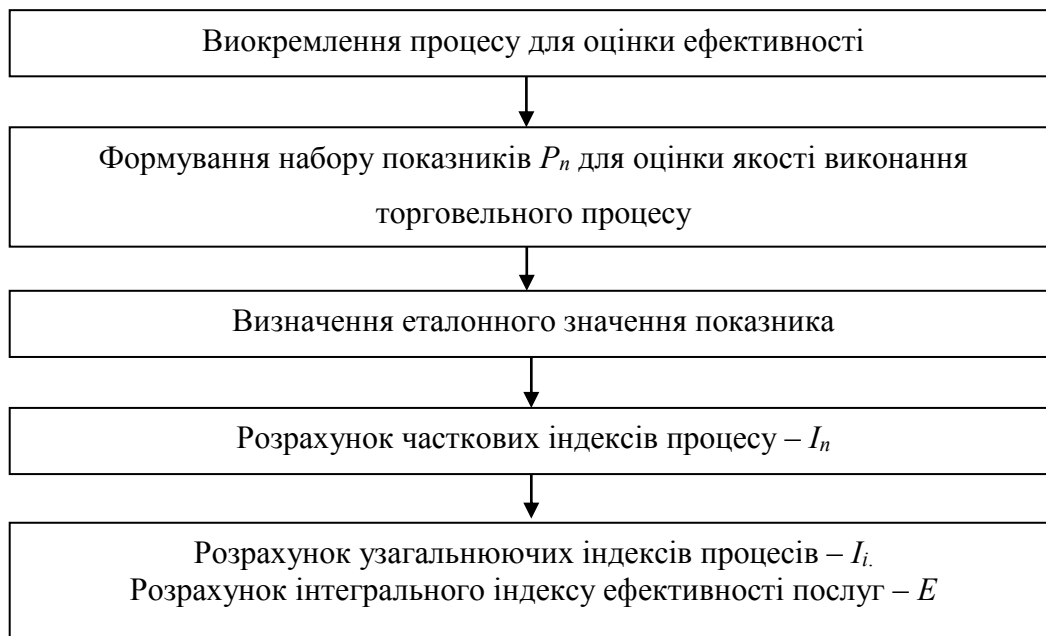 Виокремлення процесу для оцінки ефективності
Формування набору показників Pn для оцінки якості виконання
торговельного процесу
Визначення еталонного значення показника
Розрахунок часткових індексів процесу – In
Розрахунок узагальнюючих індексів процесів – Ii.
Розрахунок інтегрального індексу ефективності послуг – E